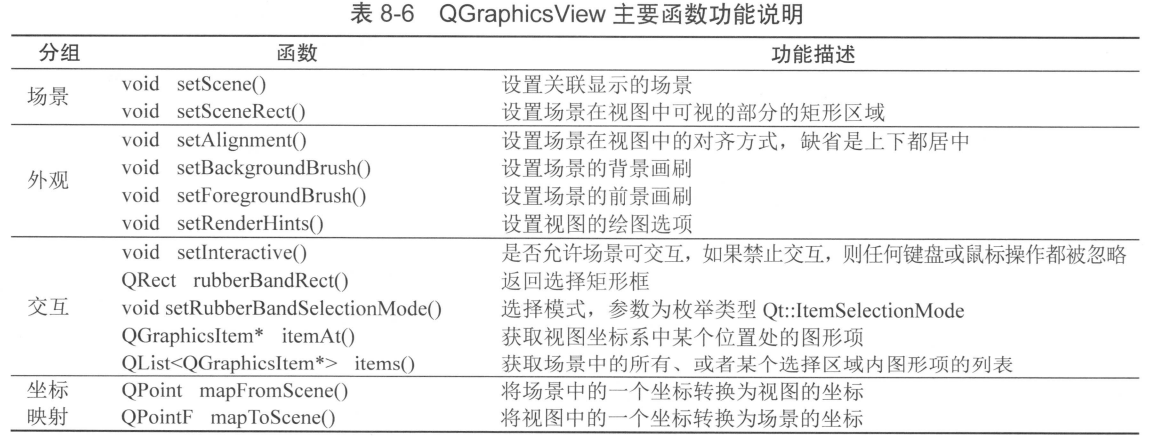 表 8-6 QGraphicsView 主要函数功能说明
分组 函数 功能描述
场景 void setScene() 设置关联显示的场景
void setSceneRect() 设置场景在视图中可视的部分的矩形区域
外观 void setAlignment() 设置场景在视图中的对齐方式，缺省是上下都居中
void setBackgroundBrush() 设置场景的背景画刷
void setForegroundBrush() 设置场景的前景画刷
void setRenderHints() 设置视图的绘图选项
交互 void setInteractive() 是否允许场景可交互，如果禁止交互，则任何键盘或鼠标操作都被忽略
QRect rubberBandRect() 返回选择矩形框
void setRubberBandSelectionMode() 选择模式，参数为枚举类型 Qt::ItemSelectionMode
QGraphicsItem* itemAt() 获取视图坐标系中某个位置处的图形项
QList<QGraphicsItem*> items() 获取场景中的所有、或者某个选择区域内图形项的列表
坐标 QPoint mapFromScene() 将场景中的一个坐标转换为视图的坐标
映射 QPointF mapToScene() 将视图中的一个坐标转换为场景的坐标